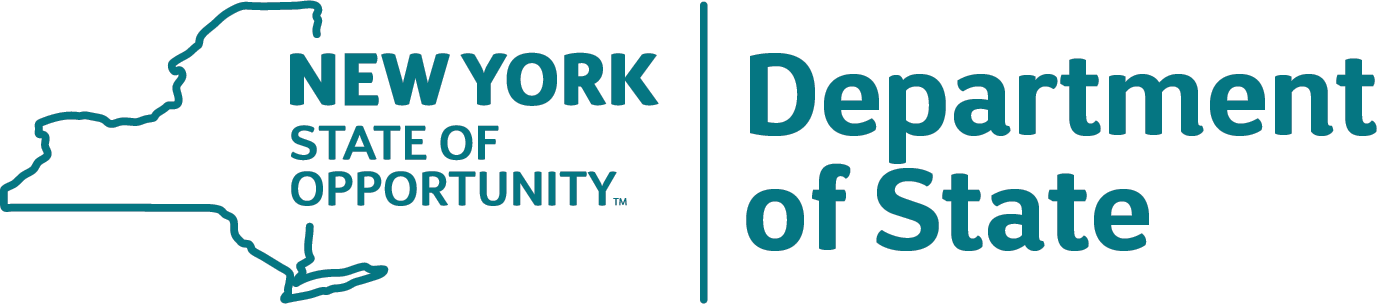 NEW YORK
STATE OF
OPPORTUNITY™
Department
of State